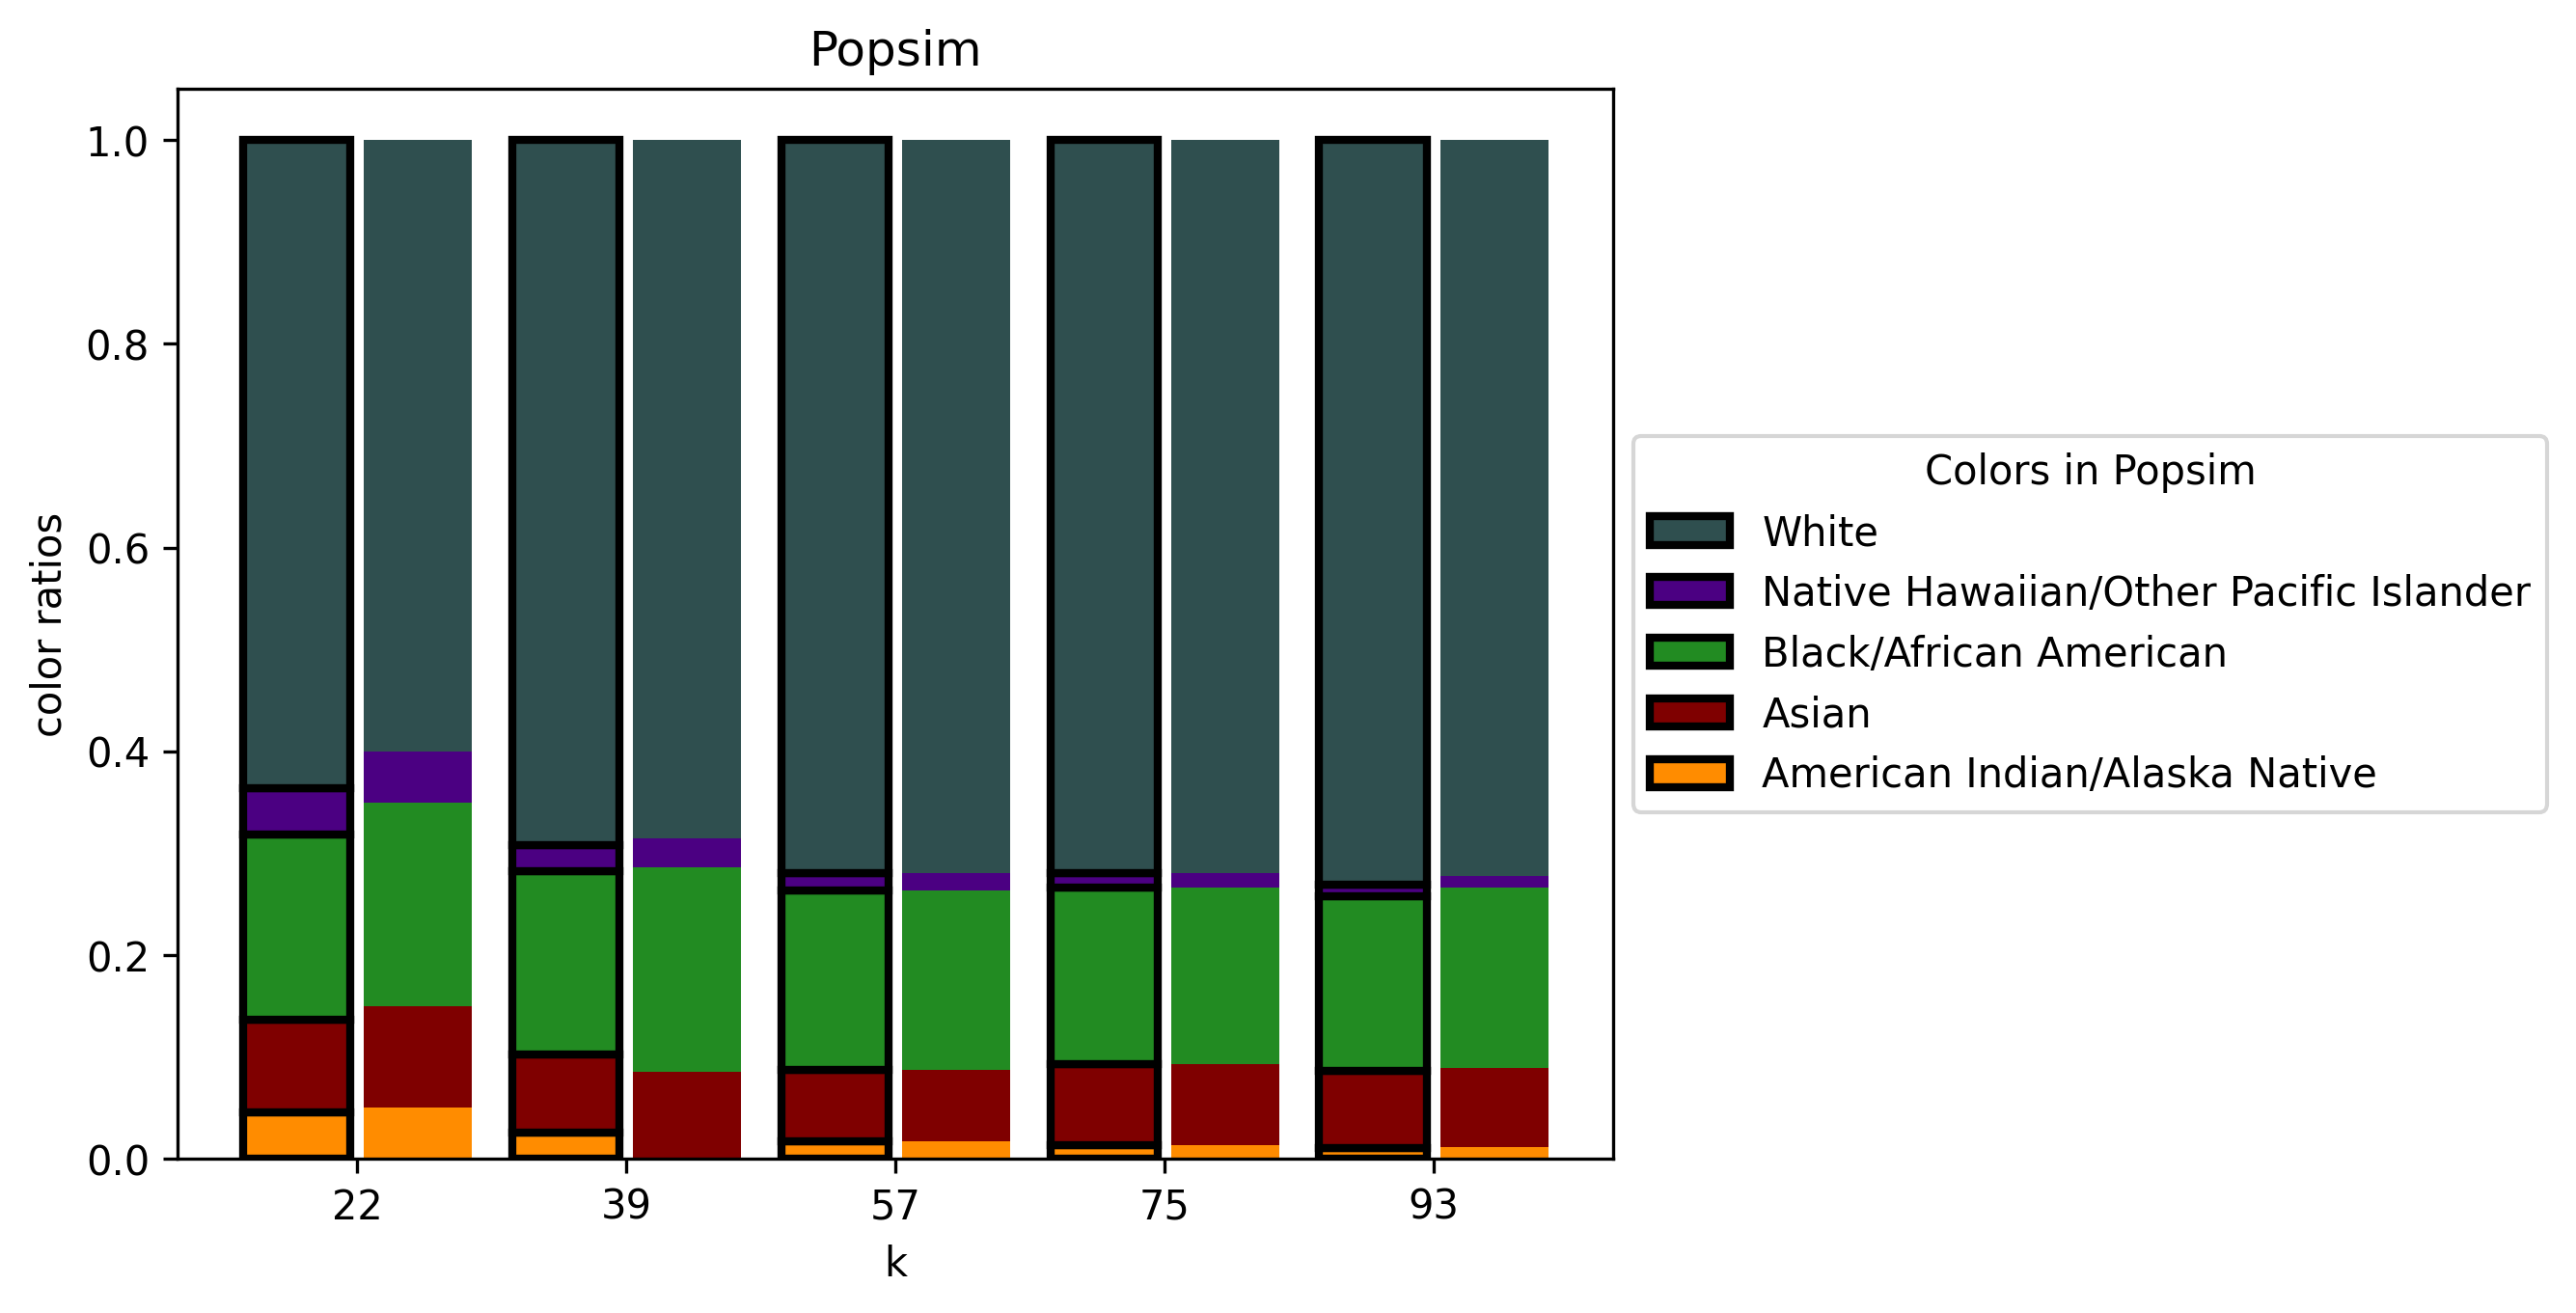 Popsim
1.0
0.8
0.6
0.4
0.2
0.0
color ratios
22 39 57 75 93
k
Colors in Popsim
White
Native Hawaiian/Other Pacific Islander
Black/African American
Asian
American Indian/Alaska Native